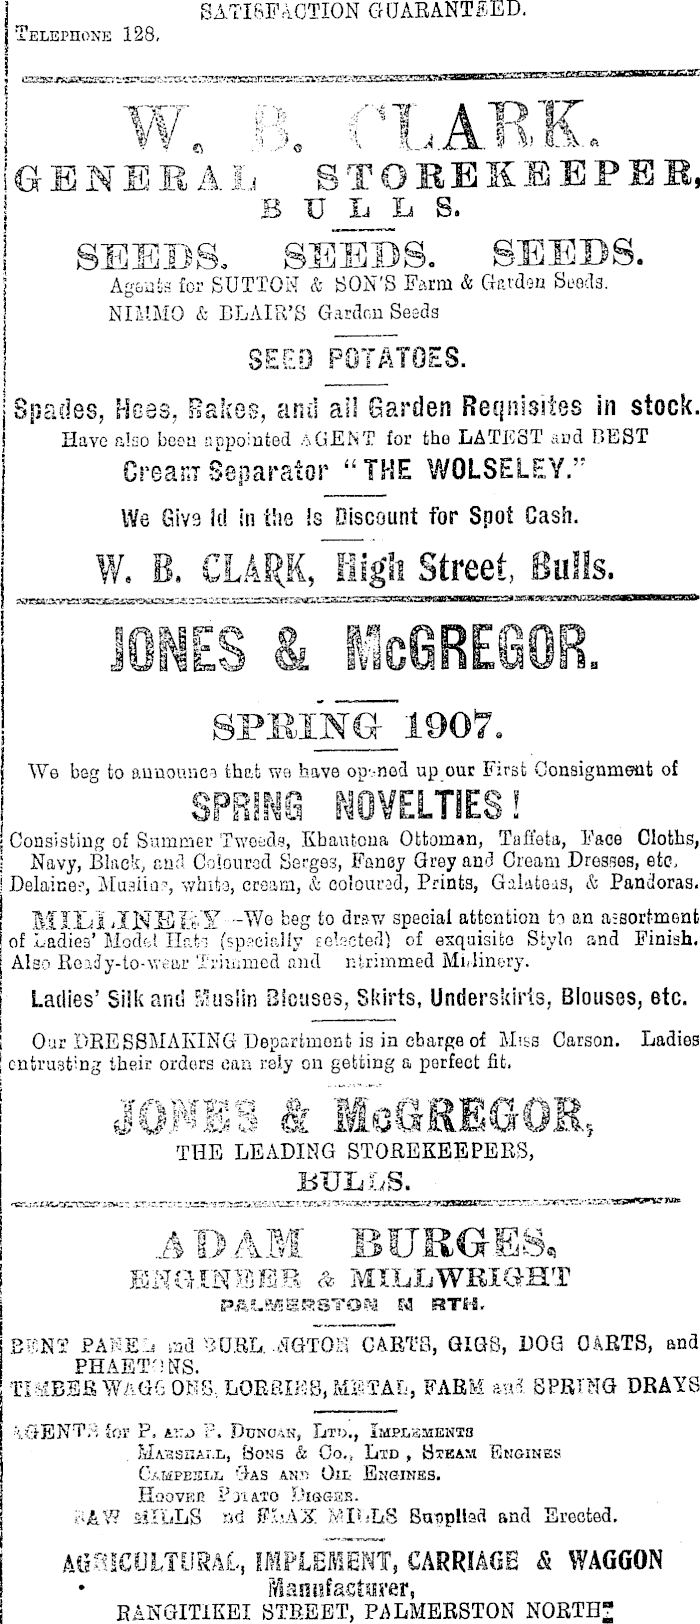 SATISFACTION GUARANTEED.
TELEPHONE 128.
W. B. CLARK.
GENERAL STOREKEEPER,
BULLS.
SEEDS. SEEDS. SEEDS.
Agents for SUTTON & SON'S Farm & Garden Seeds.
NIMMO & BLAIR'S Garden Seeds
SEED POTATOES.
Spades, Hoes, Rakes, and all Garden Reqnisites in stock.
Have also been appointed AGENT for the LATEST and BEST
Cream Separator "THE WOLSELEY."
We Give 1d in the 1s Discount for Spot Cash.
W. B. CLARK, High Street, Bulls.
JONES & McGREGOR.
SPRING 1907.
We beg to announce that we have opened up our First Consignment of
SPRING NOVELTIES!
Consisting of Summer Tweeds, Khautona Ottoman, Taffeta, Face Cloths,
Navy, Black, and Coloured Serges, Fancy Grey and Cream Dresses, etc.
Delaines, Muslins, white, cream, & coloured, Prints, Galateas, & Pandoras.
MILLINERY—We beg to draw special attention to an assortment
of Ladies' Model Hats (specially selected) of exquisite Style and Finish.
Also Ready-to-wear Trimmed and ntrimmed Millinery.
Ladies' Silk and Muslin Blouses, Skirts, Underskirts, Blouses, etc.
Our DRESSMAKING Department is in charge of Miss Carson. Ladies
entrusting their orders can rely on getting a perfect fit.
JONES & McGREGOR,
THE LEADING STOREKEEPERS,
BULLS.
ADAM BURGES,
ENGINEER & MILLWRIGHT
PALMERSTON N RTH.
BENT PANEL and BURLINGTON CARTS, GIGS, DOG CARTS, and
PHAETONS.
TIMBER WAGGONS, LORRIES, METAL, FARM and SPRING DRAYS
AGENTS for P. AND P. DUNCAN, LTD., IMPLEMENTS
MARSHALL, SONS & CO., LTD, STEAM ENGINES
CAMPBELL GAS AND OIL ENGINES.
HOOVER POTATO DIGGER.
SAW MILLS nd FLAX MILLS Supplied and Erected.
AGRICULTURAL, IMPLEMENT, CARRIAGE & WAGGON
Manufacturer,
RANGITIKEI STREET, PALMERSTON NORTH